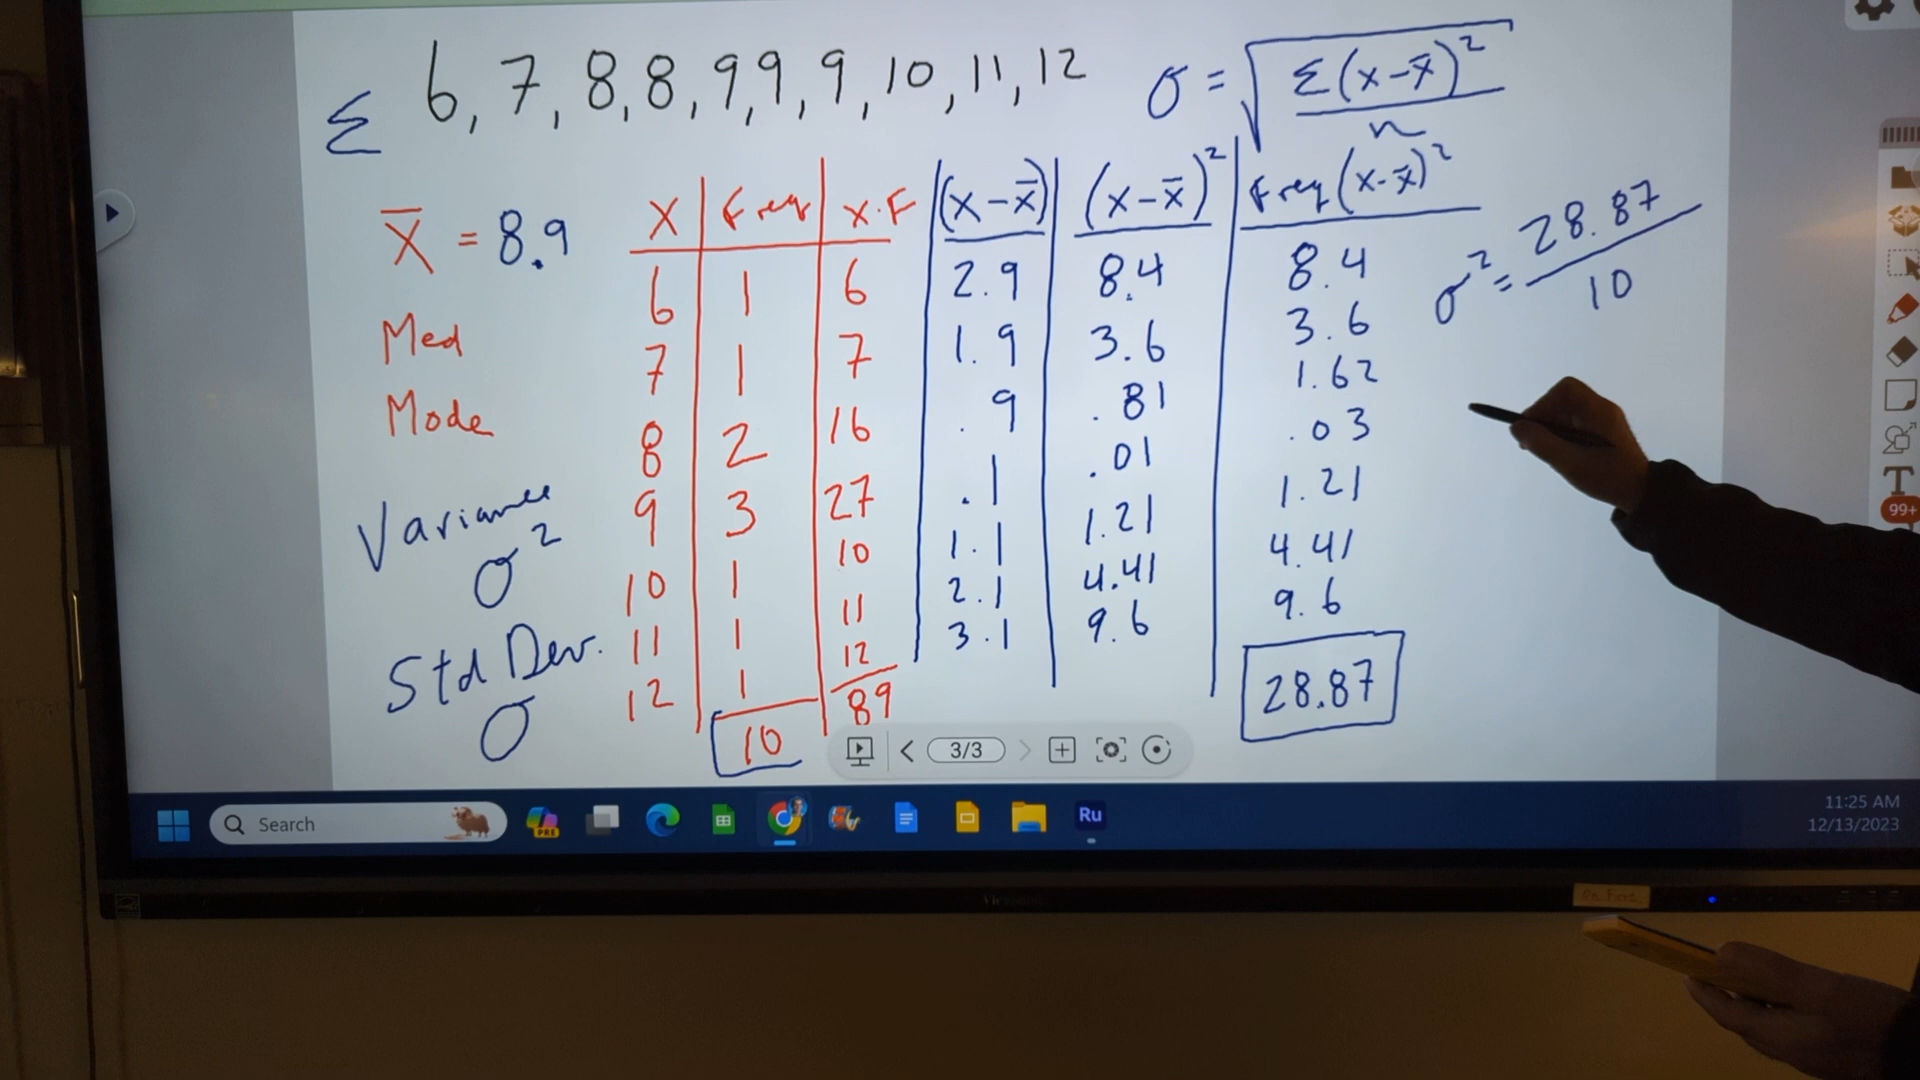 Σ 6, 7, 8, 8, 9, 9, 9, 10, 11, 12
σ = √ Σ(x-x̄)² / n
x̄ = 8.9
Med
Mode
Variance
σ²
Std Dev.
σ
X | Freq | X·F | (x-x̄) | (x-x̄)² | Freq(x-x̄)²
6 | 1 | 6 | 2.9 | 8.4 | 8.4
7 | 1 | 7 | 1.9 | 3.6 | 3.6
8 | 2 | 16 | .9 | .81 | 1.62
9 | 3 | 27 | .1 | .01 | .03
10 | 1 | 10 | 1.1 | 1.21 | 1.21
11 | 1 | 11 | 2.1 | 4.41 | 4.41
12 | 1 | 12 | 3.1 | 9.6 | 9.6
10 | 89 | 28.87
σ² = 28.87 / 10
T
99+
3/3
Search
PRE
Ru
11:25 AM
12/13/2023